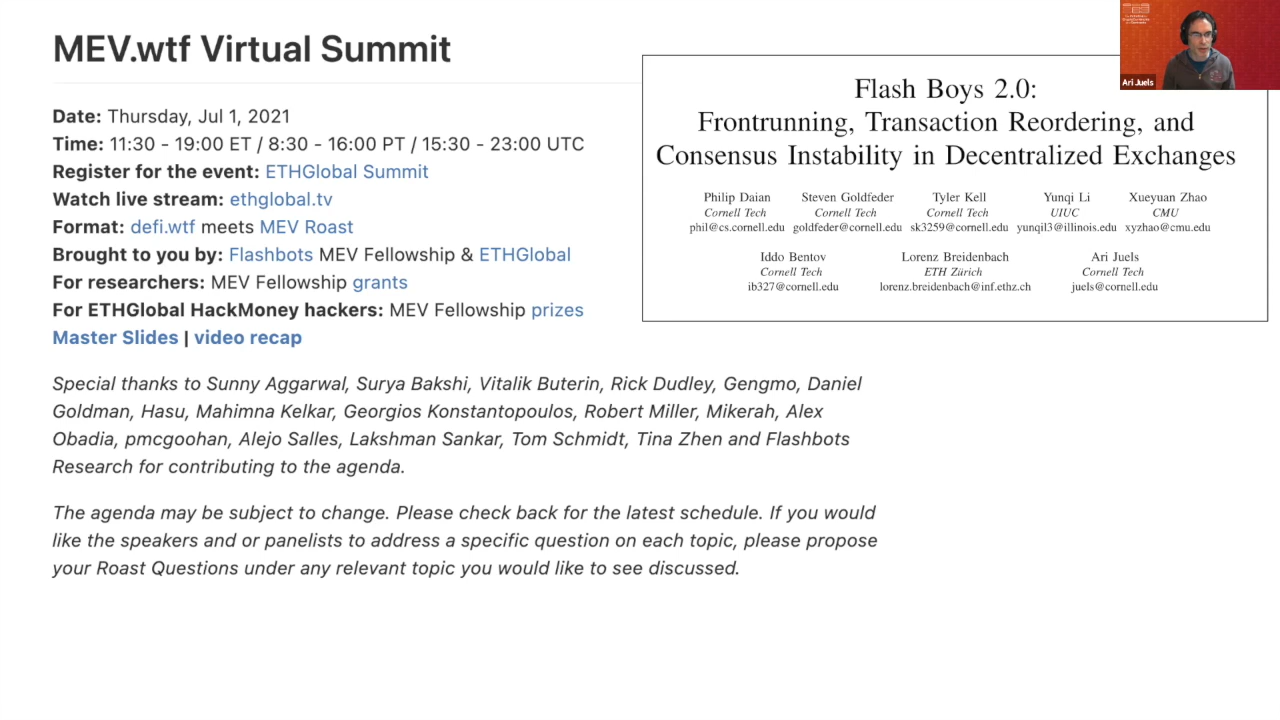 MEV.wtf Virtual Summit
Date: Thursday, Jul 1, 2021
Time: 11:30 - 19:00 ET / 8:30 - 16:00 PT / 15:30 - 23:00 UTC
Register for the event: ETHGlobal Summit
Watch live stream: ethglobal.tv
Format: defi.wtf meets MEV Roast
Brought to you by: Flashbots MEV Fellowship & ETHGlobal
For researchers: MEV Fellowship grants
For ETHGlobal HackMoney hackers: MEV Fellowship prizes
Master Slides | video recap
Special thanks to Sunny Aggarwal, Surya Bakshi, Vitalik Buterin, Rick Dudley, Gengmo, Daniel
Goldman, Hasu, Mahimna Kelkar, Georgios Konstantopoulos, Robert Miller, Mikerah, Alex
Obadia, pmcgoohan, Alejo Salles, Lakshman Sankar, Tom Schmidt, Tina Zhen and Flashbots
Research for contributing to the agenda.
The agenda may be subject to change. Please check back for the latest schedule. If you would
like the speakers and or panelists to address a specific question on each topic, please propose
your Roast Questions under any relevant topic you would like to see discussed.
Flash Boys 2.0:
Frontrunning, Transaction Reordering, and
Consensus Instability in Decentralized Exchanges
Philip Daian Steven Goldfeder Tyler Kell Yunqi Li Xueyuan Zhao
Cornell Tech Cornell Tech Cornell Tech UIUC CMU
phil@cs.cornell.edu goldfeder@cornell.edu sk3259@cornell.edu yunqil3@illinois.edu xyzhao@cmu.edu
Iddo Bentov Lorenz Breidenbach Ari Juels
Cornell Tech ETH Zürich Cornell Tech
ib327@cornell.edu lorenz.breidenbach@inf.ethz.ch juels@cornell.edu
Ari Juels